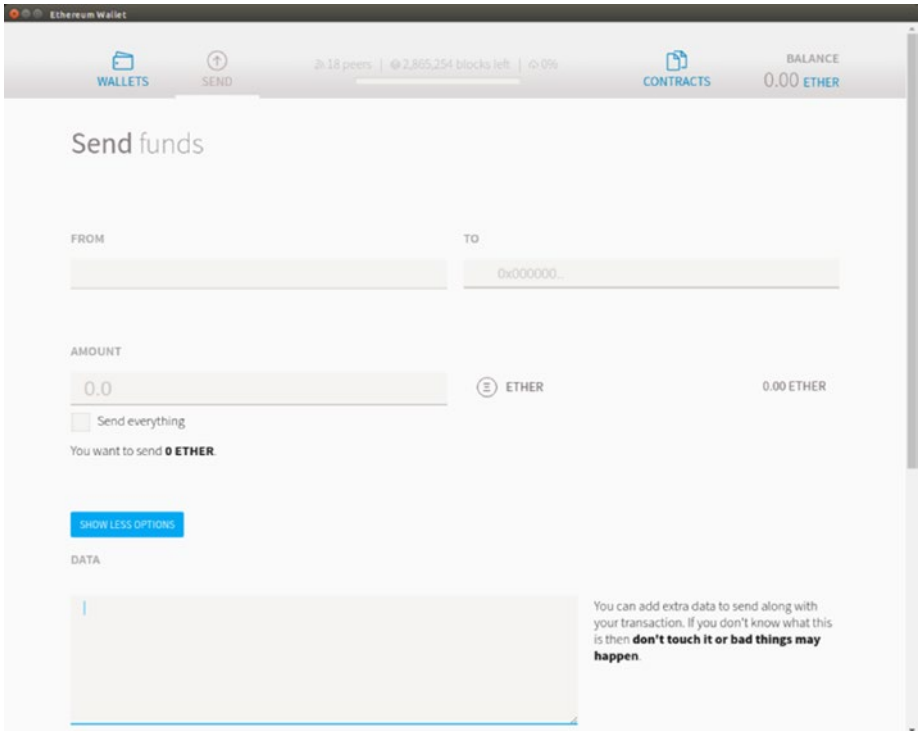 Ethereum Wallet
WALLETS
SEND
18 peers | 2,865,254 blocks left | 0%
CONTRACTS
BALANCE
0.00 ETHER
Send funds
FROM
TO
0x000000..
AMOUNT
0.0
ETHER
0.00 ETHER
Send everything
You want to send 0 ETHER.
SHOW LESS OPTIONS
DATA
You can add extra data to send along with
your transaction. If you don't know what this
is then don't touch it or bad things may
happen.